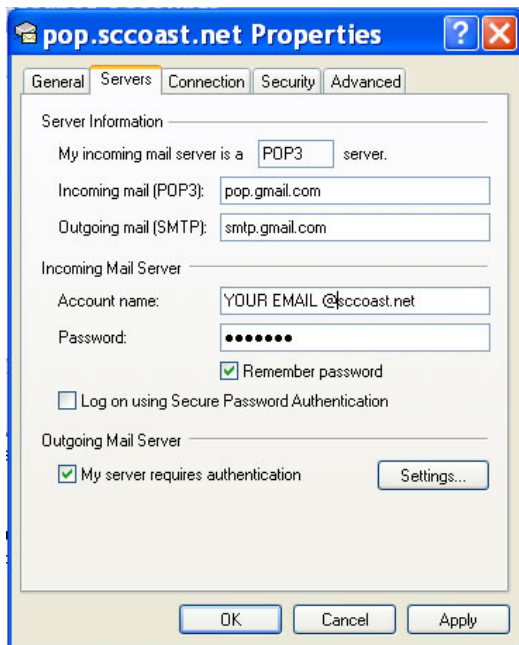 pop.sccoast.net Properties
General Servers Connection Security Advanced
Server Information
My incoming mail server is a POP3 server.
Incoming mail (POP3): pop.gmail.com
Outgoing mail (SMTP): smtp.gmail.com
Incoming Mail Server
Account name: YOUR EMAIL @sccoast.net
Password: •••••••
Remember password
Log on using Secure Password Authentication
Outgoing Mail Server
My server requires authentication Settings...
OK Cancel Apply